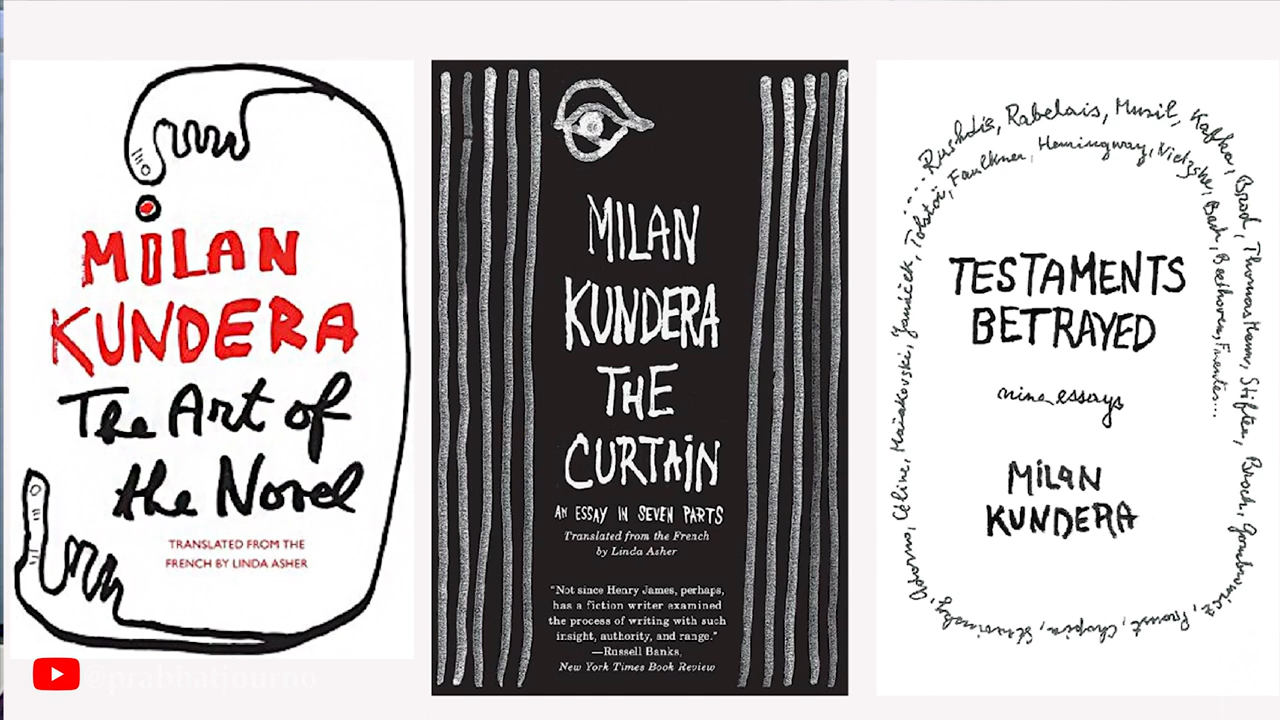 MiLAN
KUNDERA
The Art of
the Novel
TRANSLATED FROM THE
FRENCH BY LINDA ASHER
MILAN
KUNDERA
THE
CURTAiN
AN ESSAY IN SEVEN PARTS
Translated from the French
by Linda Asher
"Not since Henry James, perhaps,
has a fiction writer examined
the process of writing with such
insight, authority, and range."
—Russell Banks,
New York Times Book Review
Rushdie, Rabelais, Musil, Kafka, Brod, Thomas Mann, Stifter, Broch, Gombrowicz, Proust, Chopin, Stravinsky, Adorno, Céline, Maïakovski, Janáček, Tolstoï, Faulkner, Hemingway, Nietzsche, Bach, Beethoven, Fuentes...
TESTAMENTS
BETRAYED
nine essays
MiLAN
KUNDERA
@prabhatjourno